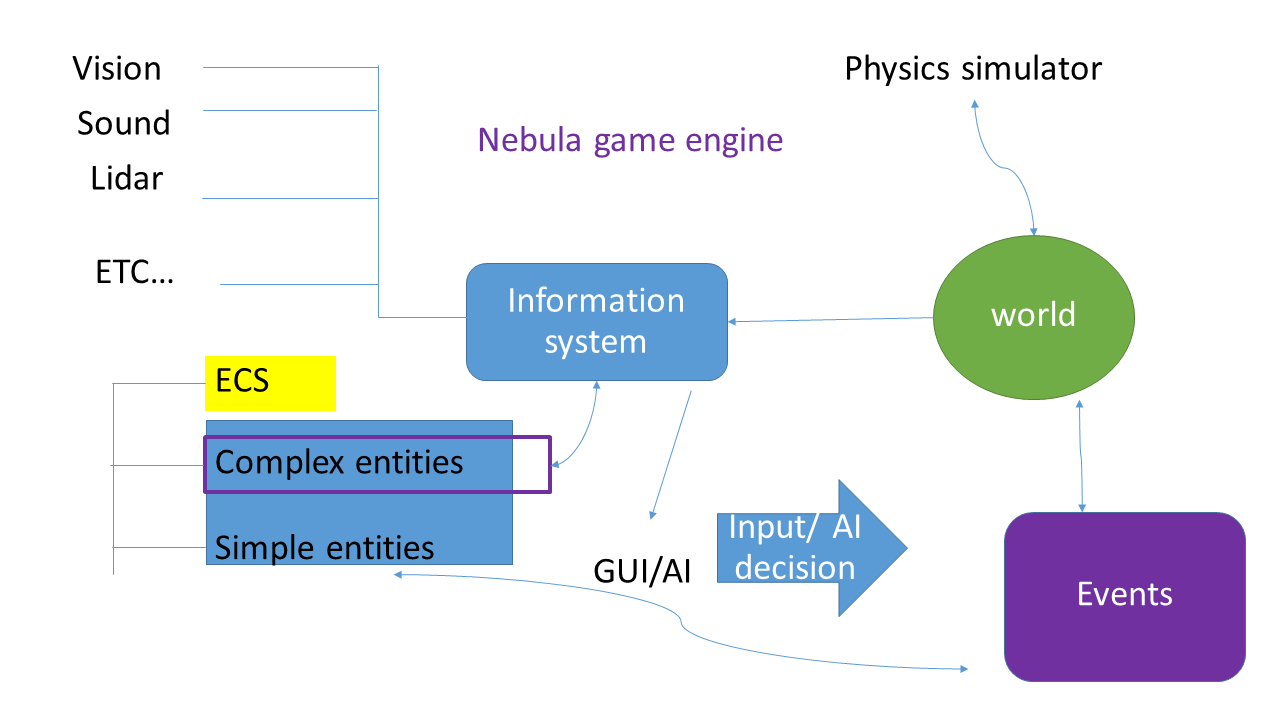 Vision
Sound
Lidar
ETC...
Nebula game engine
Physics simulator
Information
system
world
ECS
Complex entities
Simple entities
GUI/AI
Input/ AI
decision
Events